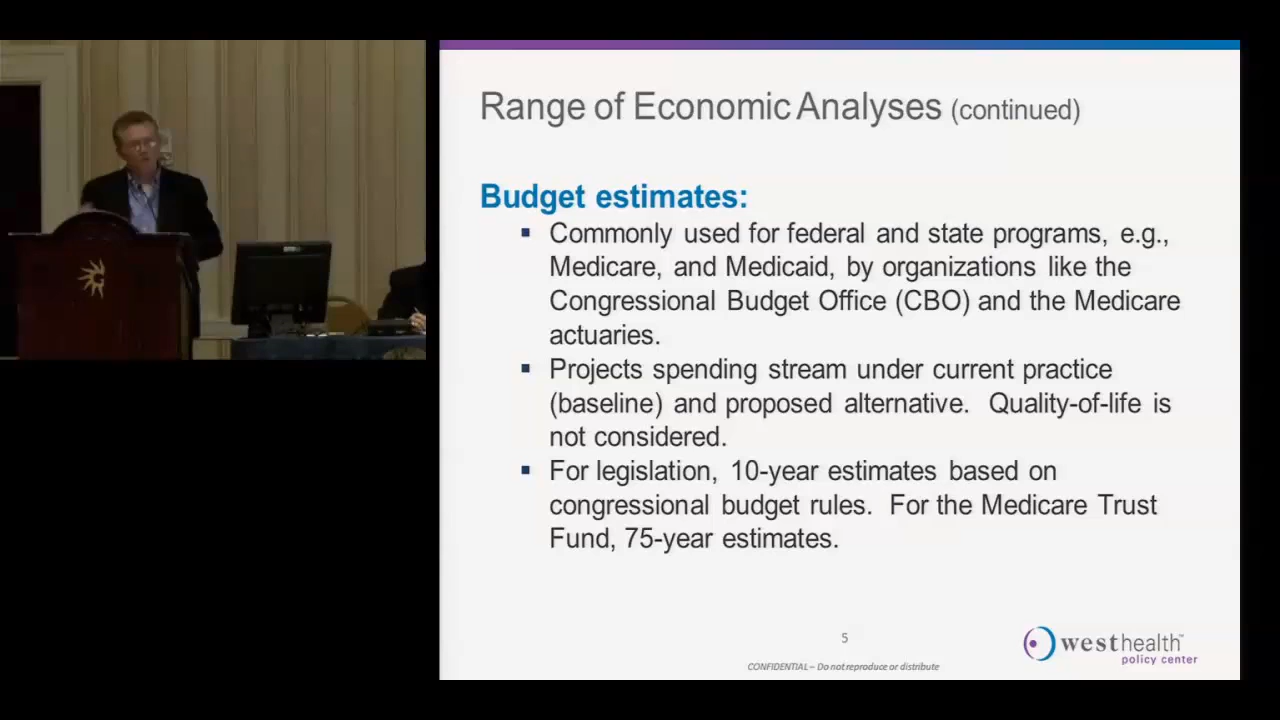 Range of Economic Analyses (continued)
Budget estimates:
▪ Commonly used for federal and state programs, e.g.,
Medicare, and Medicaid, by organizations like the
Congressional Budget Office (CBO) and the Medicare
actuaries.
▪ Projects spending stream under current practice
(baseline) and proposed alternative.  Quality-of-life is
not considered.
▪ For legislation, 10-year estimates based on
congressional budget rules.  For the Medicare Trust
Fund, 75-year estimates.
5
CONFIDENTIAL – Do not reproduce or distribute
westhealth™
policy center